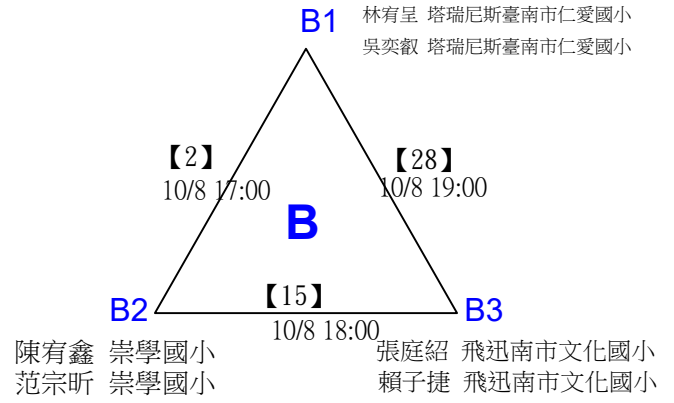 B1
林宥呈 塔瑞尼斯臺南市仁愛國小
吳奕叡 塔瑞尼斯臺南市仁愛國小
【2】
10/8 17:00
【28】
10/8 19:00
B
【15】
10/8 18:00
B2
B3
陳宥鑫 崇學國小
范宗昕 崇學國小
張庭紹 飛迅南市文化國小
賴子捷 飛迅南市文化國小